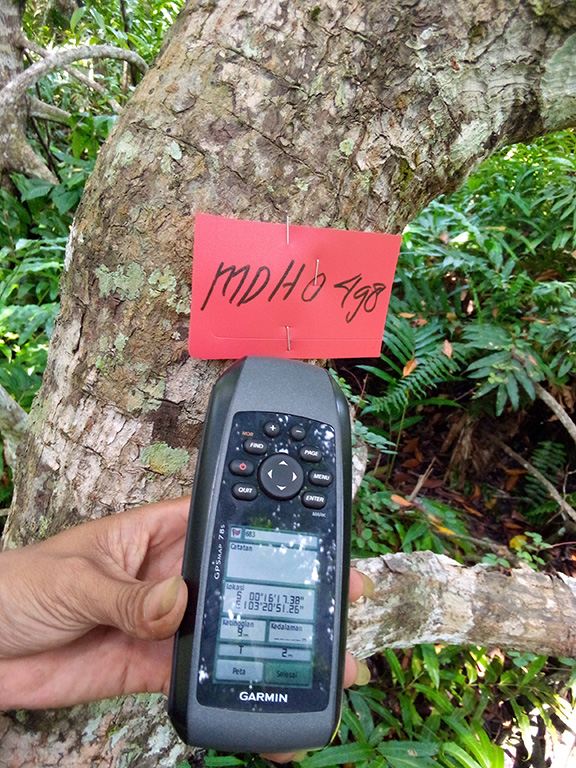 MDHO 498
MOB
FIND
PAGE
MENU
QUIT
ENTER
MARK
GPSMAP 78s
683
Catatan
Lokasi
S 00°16'17.38"
E 103°20'51.26"
Ketinggian
Kedalaman
9
2
Peta
Selesai
GARMIN